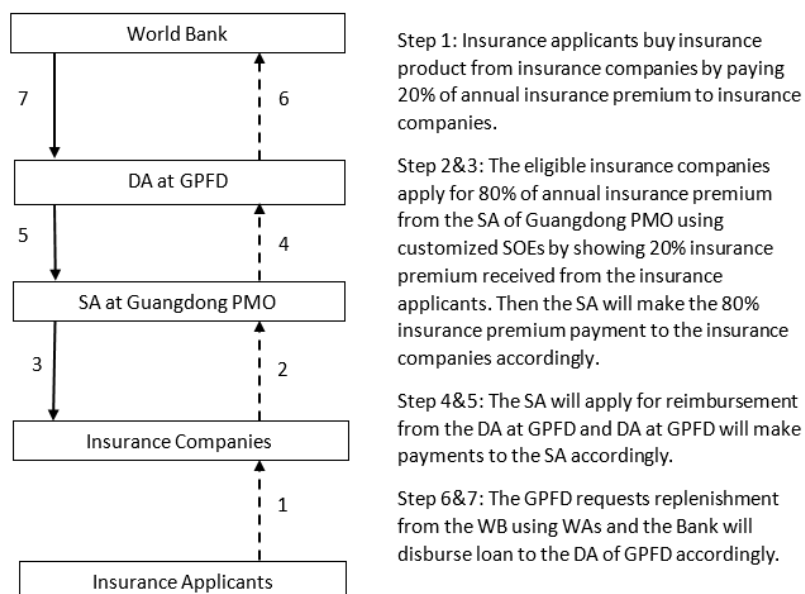 World Bank
7
6
DA at GPFD
5
4
SA at Guangdong PMO
3
2
Insurance Companies
1
Insurance Applicants
Step 1: Insurance applicants buy insurance
product from insurance companies by paying
20% of annual insurance premium to insurance
companies.
Step 2&3: The eligible insurance companies
apply for 80% of annual insurance premium
from the SA of Guangdong PMO using
customized SOEs by showing 20% insurance
premium received from the insurance
applicants. Then the SA will make the 80%
insurance premium payment to the insurance
companies accordingly.
Step 4&5: The SA will apply for reimbursement
from the DA at GPFD and DA at GPFD will make
payments to the SA accordingly.
Step 6&7: The GPFD requests replenishment
from the WB using WAs and the Bank will
disburse loan to the DA of GPFD accordingly.